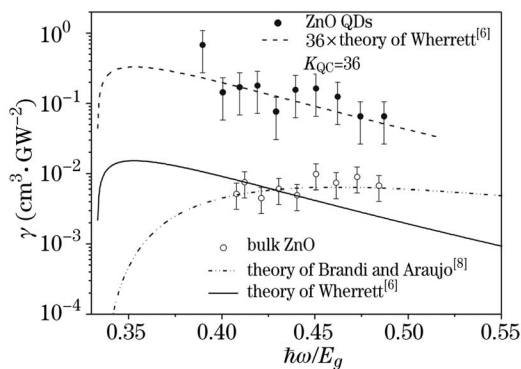 ZnO QDs
36×theory of Wherrett[6]
K_QC=36
10^0
10^-1
10^-2
10^-3
10^-4
γ (cm³·GW⁻²)
bulk ZnO
theory of Brandi and Araujo[8]
theory of Wherrett[6]
0.35 0.40 0.45 0.50 0.55
ħω/E_g